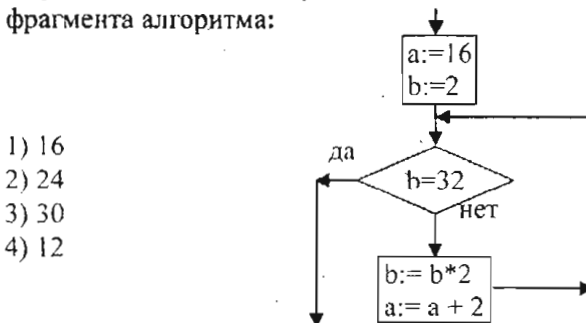 фрагмента алгоритма:
a:=16
b:=2
1) 16
2) 24
3) 30
4) 12
да
b=32
нет
b:= b*2
a:= a + 2